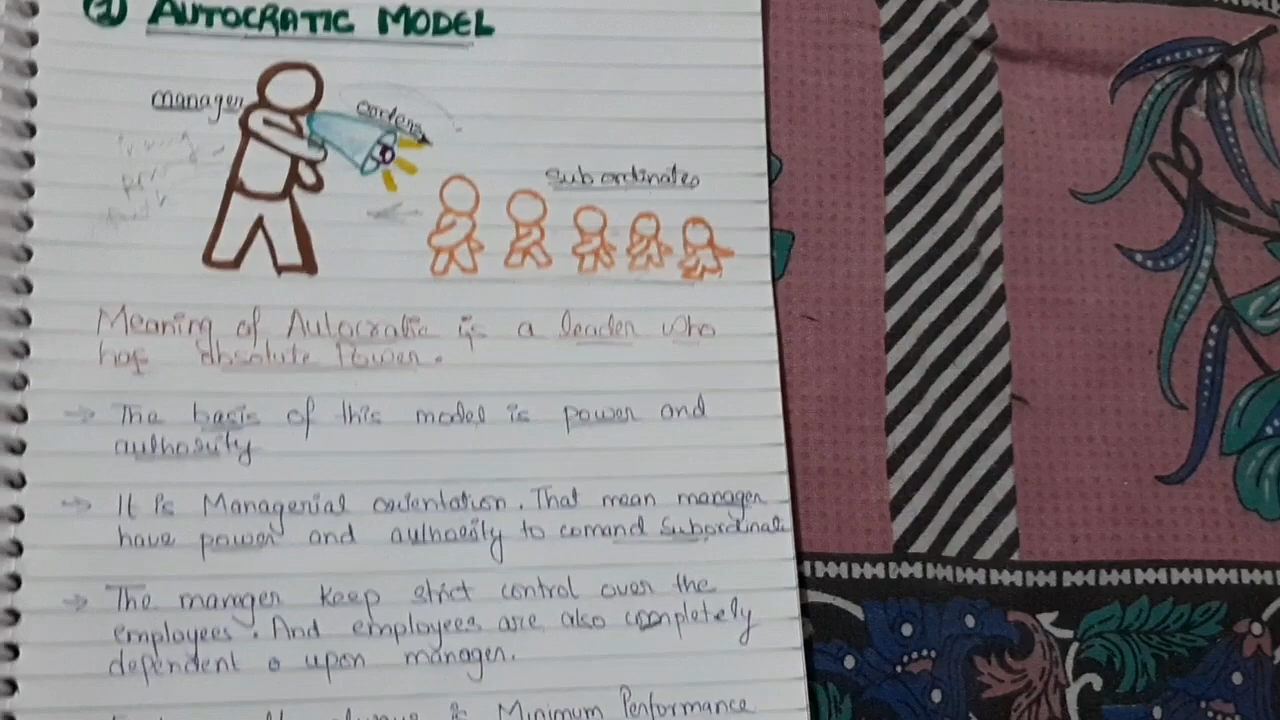 ① AUTOCRATIC MODEL
manager
orders
subordinates
Meaning of Autocratic is a leader who
has Absolute Power.
→ The basis of this model is power and
authority
→ It is Managerial orientation. That mean manager
have power and authority to comand Subordinate
→ The manager keep strict control over the
employees. And employees are also completely
dependent upon manager.
is Minimum Performance